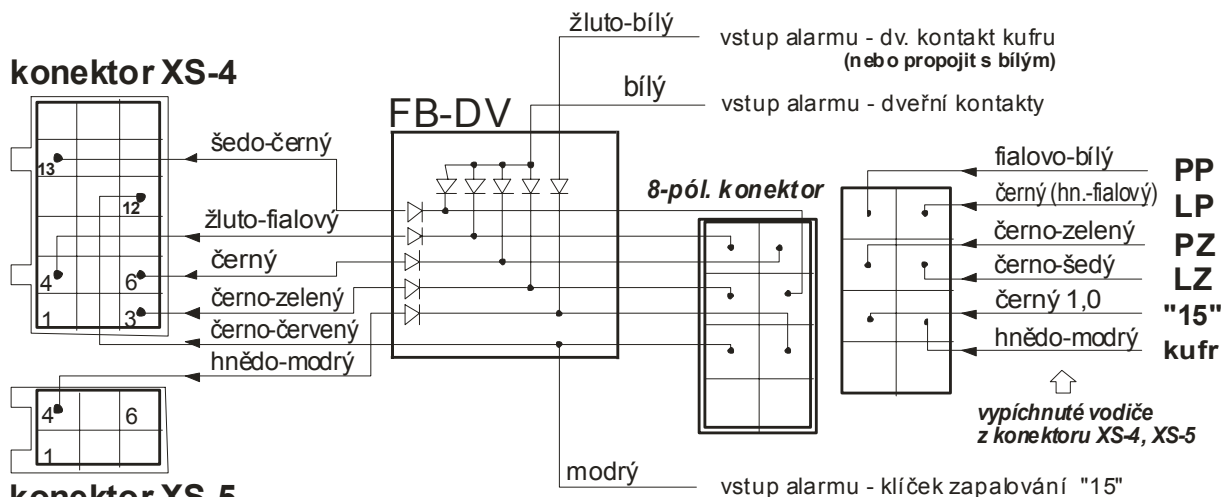 žluto-bílý
vstup alarmu - dv. kontakt kufru
(nebo propojit s bílým)
konektor XS-4
bílý
vstup alarmu - dveřní kontakty
FB-DV
šedo-černý
13
12
žluto-fialový
černý
4
6
černo-zelený
1
3
černo-červený
hnědo-modrý
8-pól. konektor
fialovo-bílý
PP
černý (hn.-fialový)
LP
černo-zelený
PZ
černo-šedý
LZ
černý 1,0
"15"
hnědo-modrý
kufr
vypíchnuté vodiče
z konektoru XS-4, XS-5
4
6
1
modrý
vstup alarmu - klíček zapalování "15"
konektor XS-5